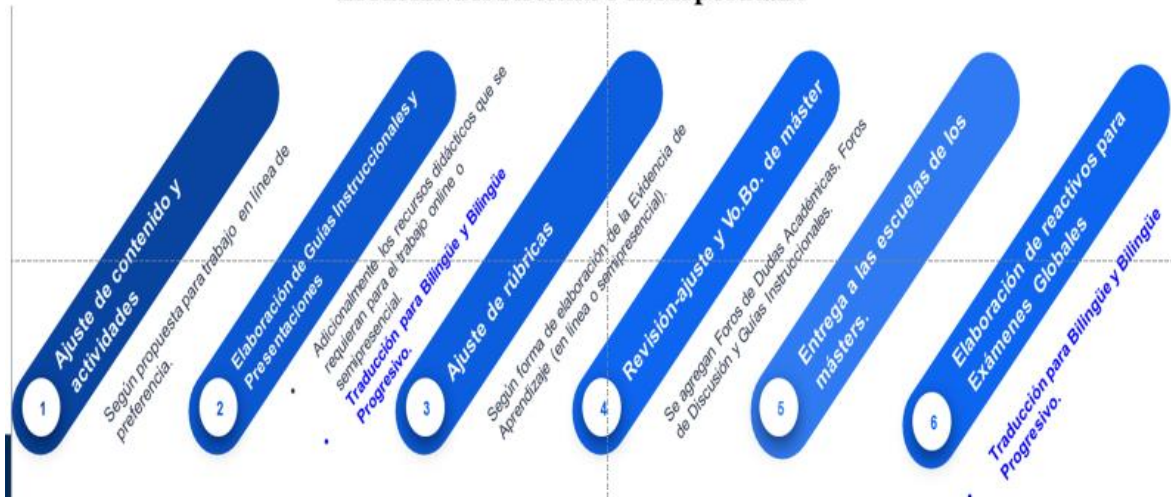 1
Ajuste de contenido y
actividades
Según propuesta para trabajo en línea de
preferencia.
2
Elaboración de Guías Instruccionales y
Presentaciones
• Adicionalmente los recursos didácticos que se
requieran para el trabajo online o
semipresencial.
• Traducción para Bilingüe y Bilingüe
Progresivo.
3
Ajuste de rúbricas
Según forma de elaboración de la Evidencia de
Aprendizaje (en línea o semipresencial).
4
Revisión-ajuste y Vo.Bo. de máster
Se agregan Foros de Dudas Académicas, Foros
de Discusión y Guías Instruccionales.
5
Entrega a las escuelas de los
másters.
6
Elaboración de reactivos para
Exámenes Globales
• Traducción para Bilingüe y Bilingüe
Progresivo.